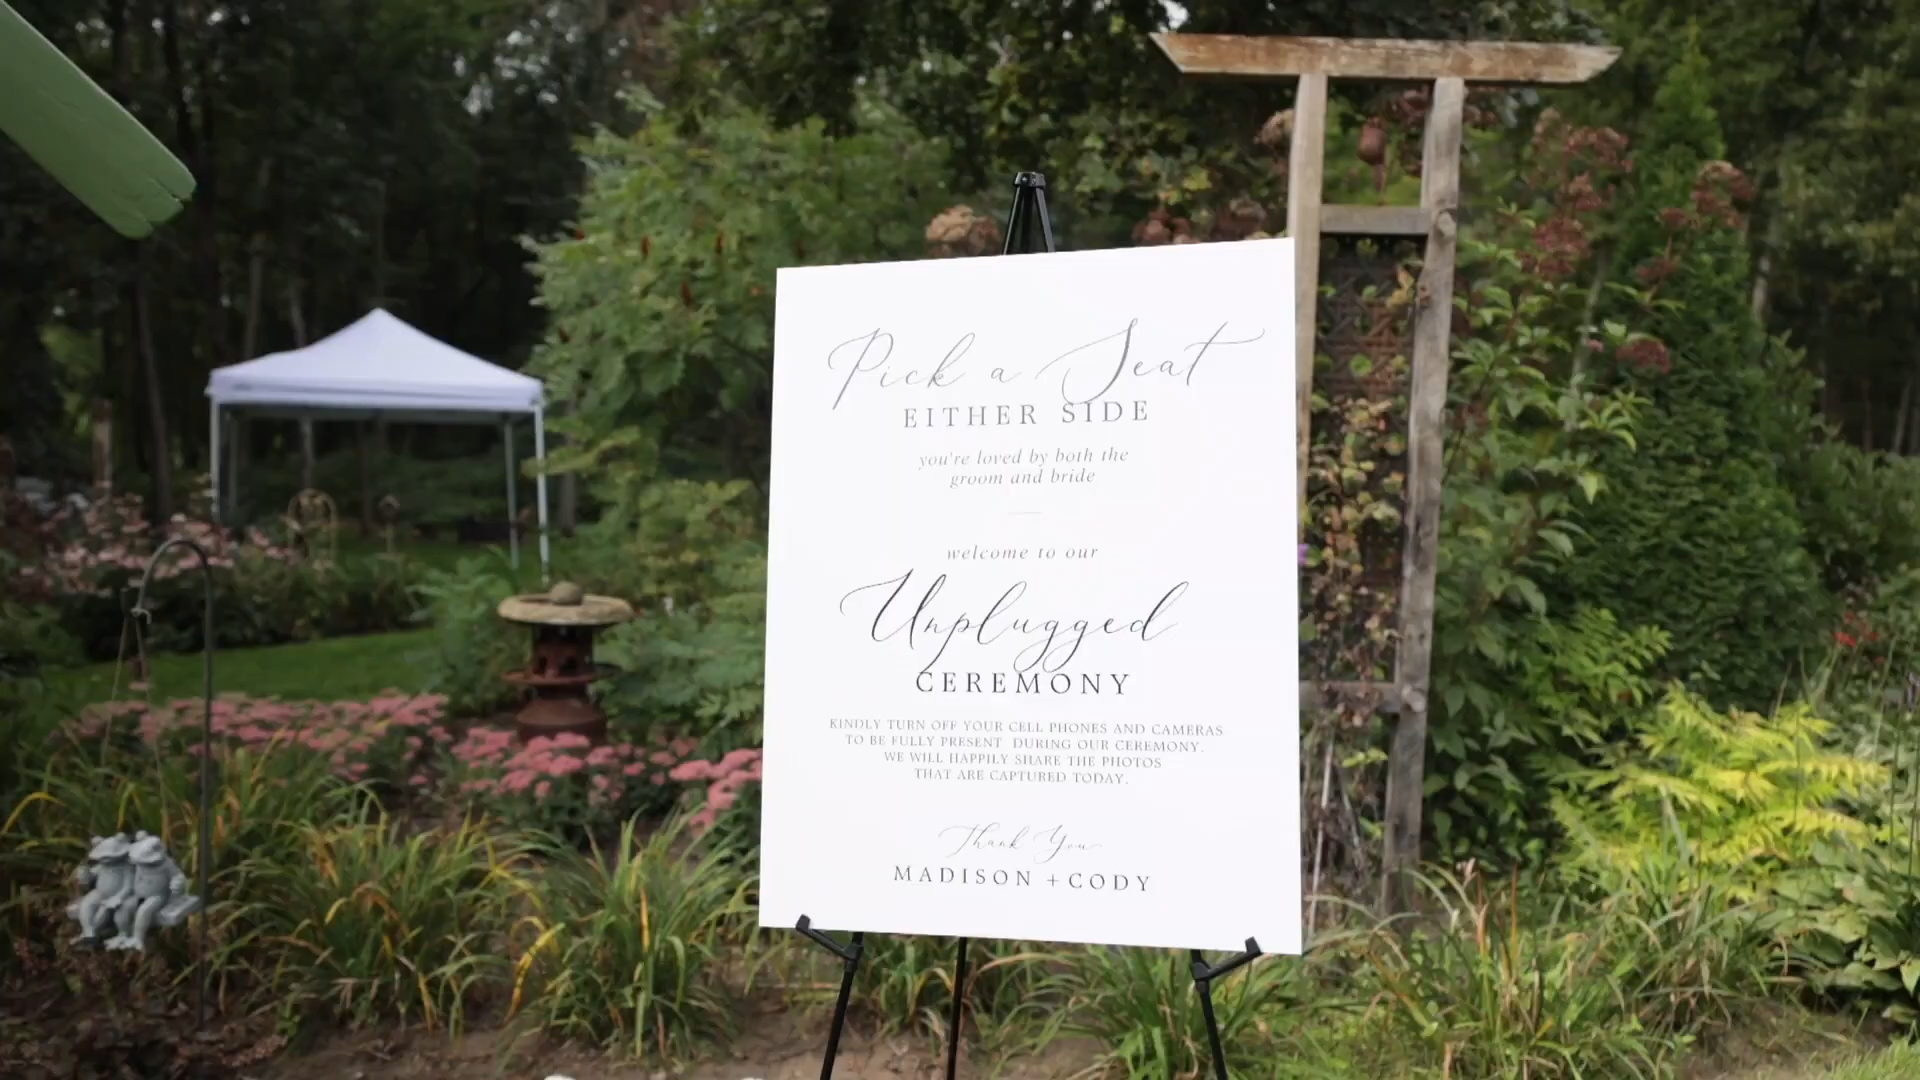 Pick a Seat
EITHER SIDE
you're loved by both the
groom and bride
welcome to our
Unplugged
CEREMONY
KINDLY TURN OFF YOUR CELL PHONES AND CAMERAS
TO BE FULLY PRESENT DURING OUR CEREMONY.
WE WILL HAPPILY SHARE THE PHOTOS
THAT ARE CAPTURED TODAY.
Thank You
MADISON + CODY